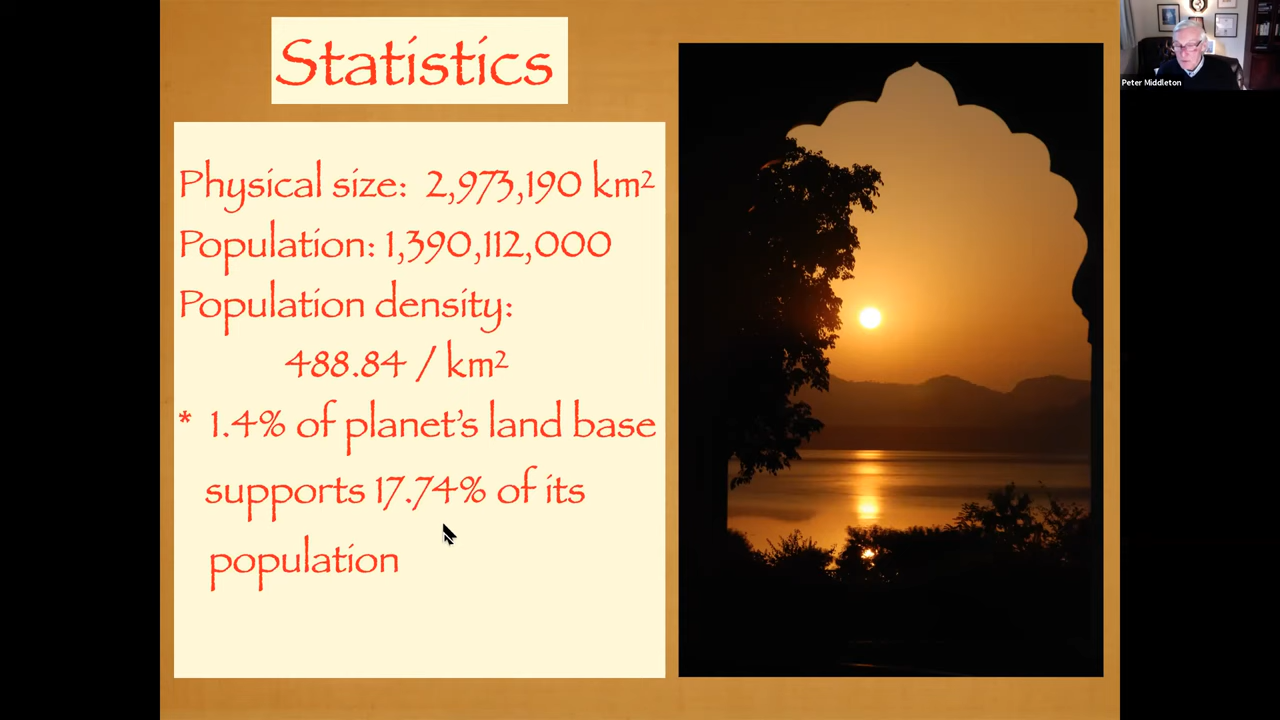 Statistics
Physical size: 2,973,190 km²
Population: 1,390,112,000
Population density:
488.84 / km²
* 1.4% of planet's land base
supports 17.74% of its
population
Peter Middleton